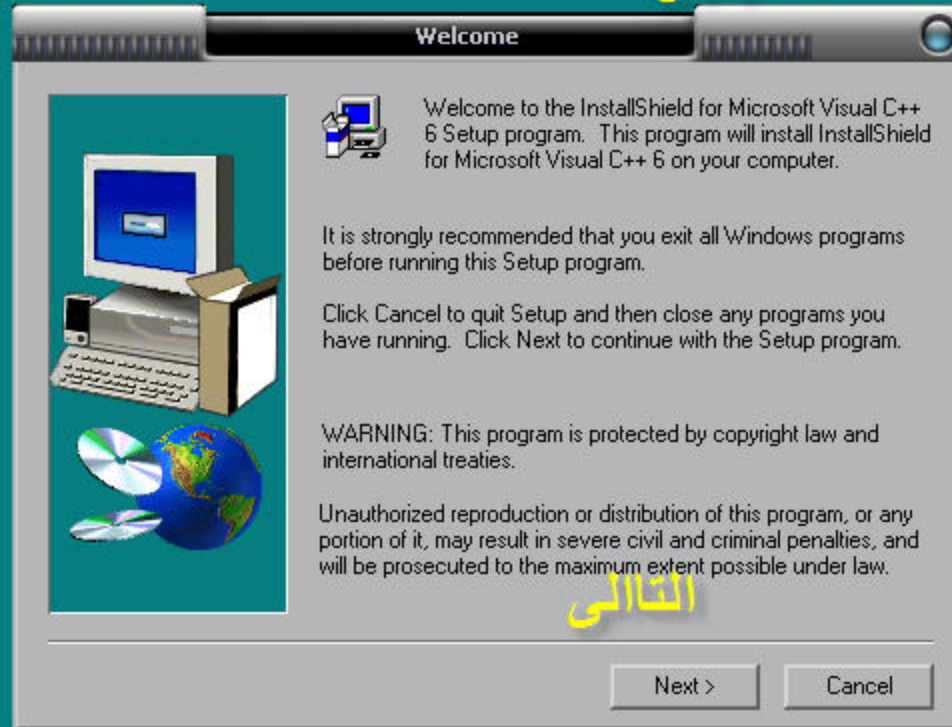 Welcome
Welcome to the InstallShield for Microsoft Visual C++
6 Setup program.  This program will install InstallShield
for Microsoft Visual C++ 6 on your computer.
It is strongly recommended that you exit all Windows programs
before running this Setup program.
Click Cancel to quit Setup and then close any programs you
have running.  Click Next to continue with the Setup program.
WARNING: This program is protected by copyright law and
international treaties.
Unauthorized reproduction or distribution of this program, or any
portion of it, may result in severe civil and criminal penalties, and
will be prosecuted to the maximum extent possible under law.
التاالى
Next >
Cancel